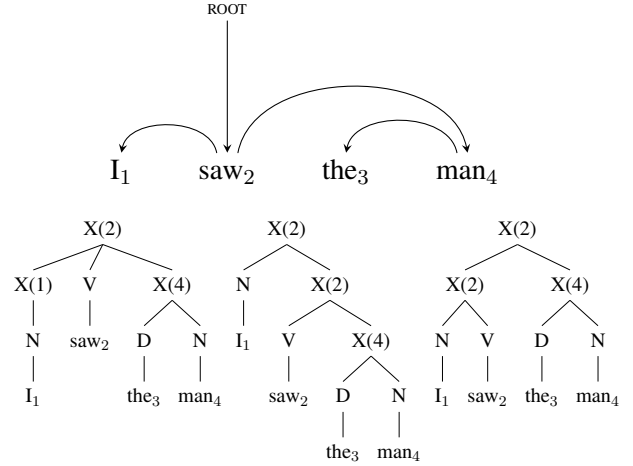 ROOT
I₁ saw₂ the₃ man₄
X(2) X(2) X(2)
X(1) V X(4) N X(2) X(2) X(4)
N saw₂ D N I₁ V X(4) N V D N
I₁ the₃ man₄ saw₂ D N I₁ saw₂ the₃ man₄
the₃ man₄